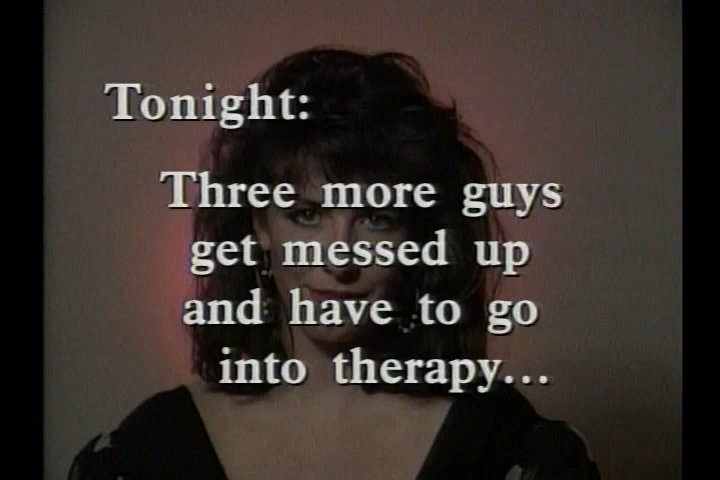 Tonight:
Three more guys
get messed up
and have to go
into therapy...